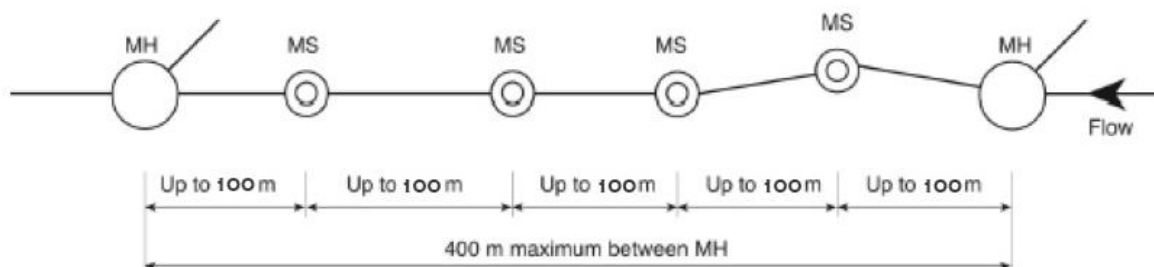 MS
MH MS MS MS MH
Flow
Up to 100 m Up to 100 m Up to 100 m Up to 100 m Up to 100 m
400 m maximum between MH